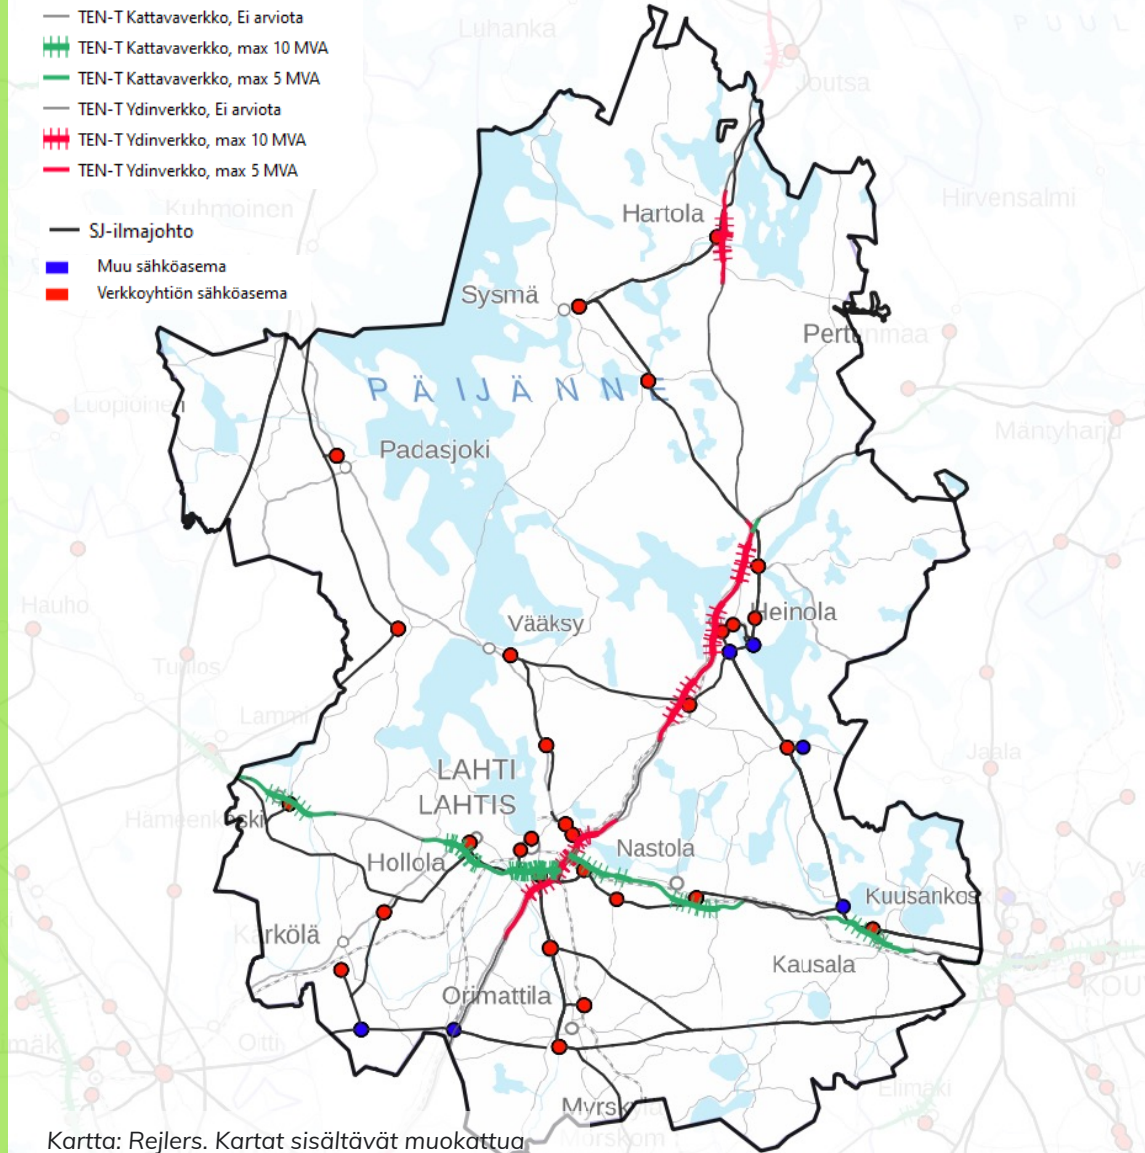 TEN-T Kattavaverkko, Ei arviota
TEN-T Kattavaverkko, max 10 MVA
TEN-T Kattavaverkko, max 5 MVA
TEN-T Ydinverkko, Ei arviota
TEN-T Ydinverkko, max 10 MVA
TEN-T Ydinverkko, max 5 MVA
SJ-ilmajohto
Muu sähköasema
Verkkoyhtiön sähköasema
Luhanka
Joutsa
Kuhmoinen
Hartola
Hirvensalmi
Sysmä
Pertunmaa
PÄIJÄNNE
Luopioinen
Padasjoki
Mäntyharju
Hauho
Vääksy
Heinola
Tuulos
Lammi
Jaala
LAHTI
LAHTIS
Hämeenkoski
Hollola
Nastola
Kuusankoski
Kärkölä
Kausala
Orimattila
KOU
Oitti
Elimäki
Myrskylä
Mörskom
Kartta: Rejlers. Kartat sisältävät muokattua